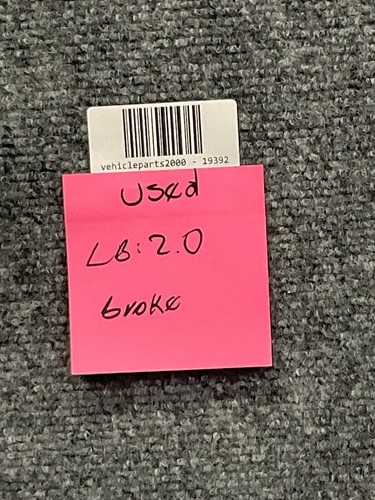 vehicleparts2000 - 19392
Used
LB: 2.0
broke